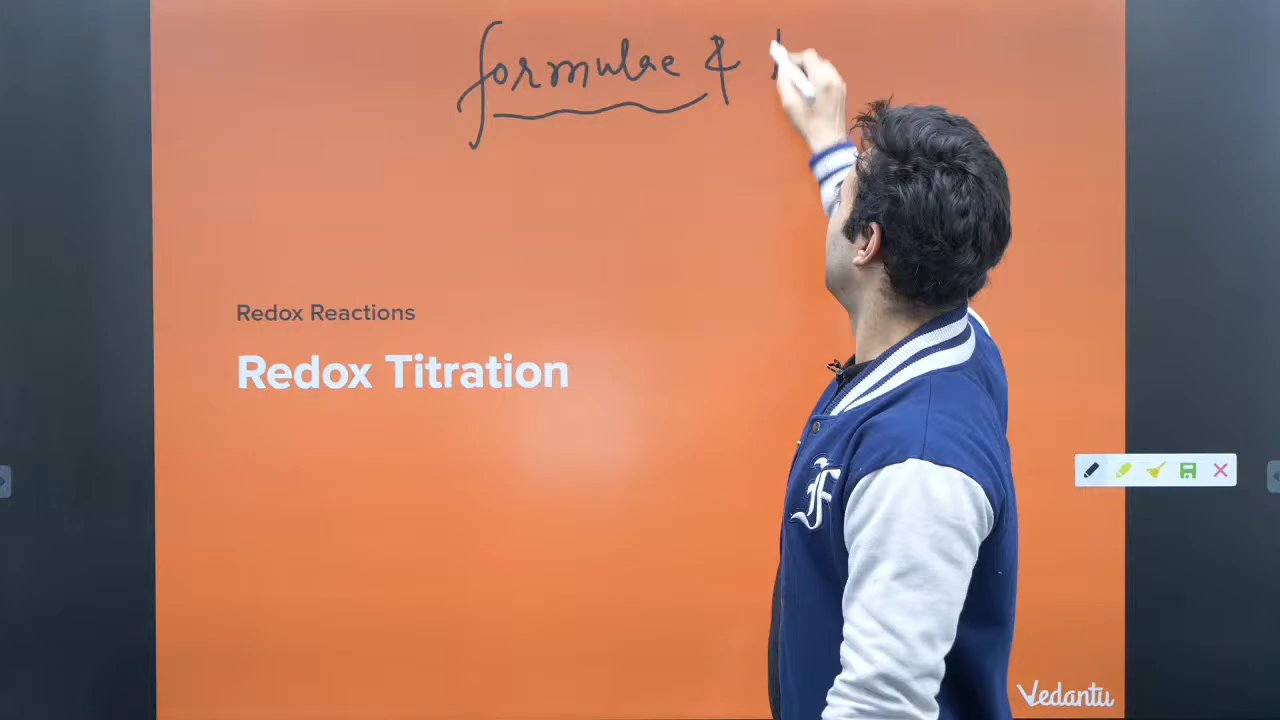 formulae &
Redox Reactions
Redox Titration
F
Vedantu